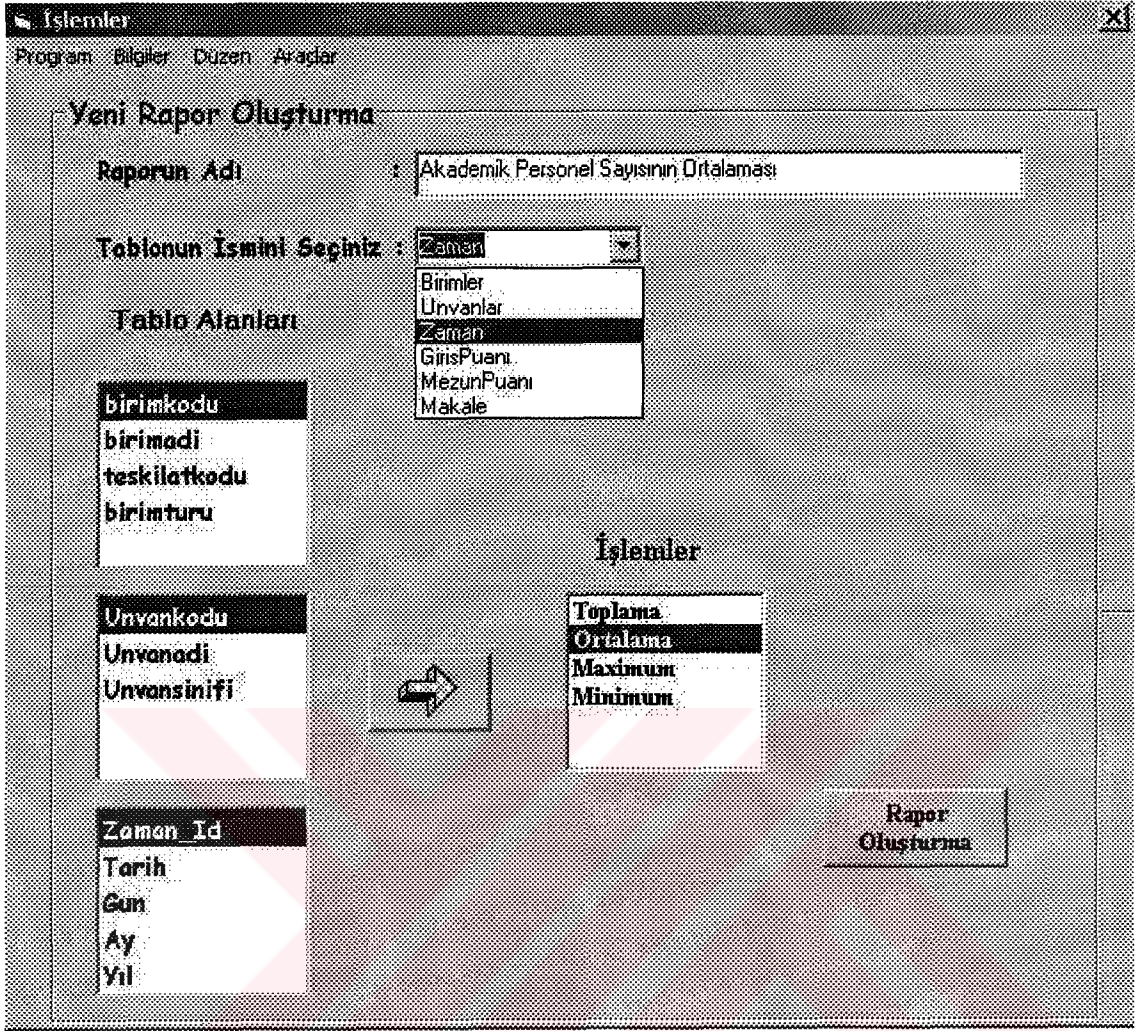 İşlemler
Program Bilgiler Düzen Araçlar
Yeni Rapor Oluşturma
Raporun Adı : Akademik Personel Sayısının Ortalaması
Tablonun İsmini Seçiniz : Zaman
Birimler
Unvanlar
Zaman
GirisPuanı
MezunPuanı
Makale
Tablo Alanları
birimkodu
birimadi
teskilatkodu
birimturu
Unvankodu
Unvanadi
Unvansinifi
Zaman_Id
Tarih
Gun
Ay
Yıl
İşlemler
Toplama
Ortalama
Maximum
Minimum
Rapor
Oluşturma